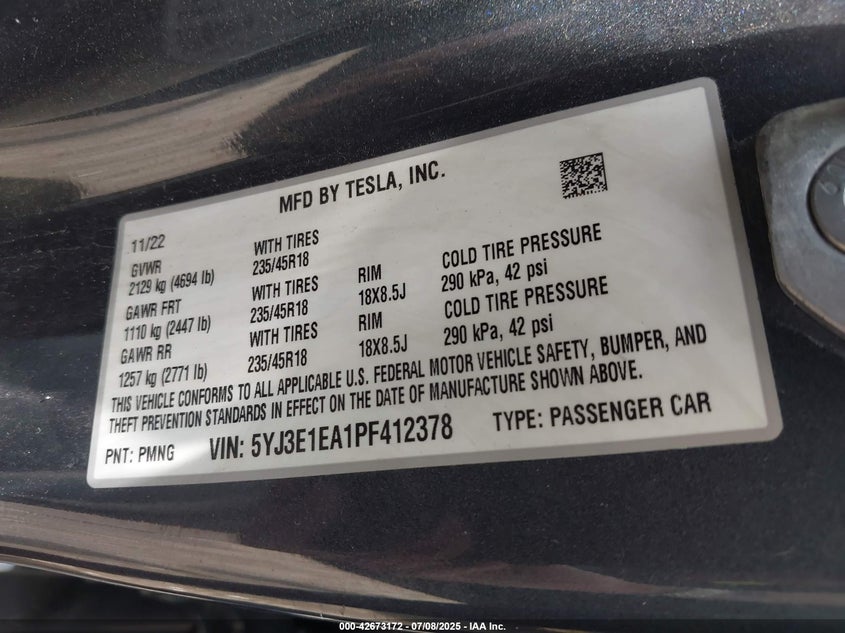 MFD BY TESLA, INC.
11/22
GVWR
2129 kg (4694 lb)
WITH TIRES
235/45R18
RIM
18X8.5J
COLD TIRE PRESSURE
290 kPa, 42 psi
GAWR FRT
1110 kg (2447 lb)
WITH TIRES
235/45R18
RIM
18X8.5J
COLD TIRE PRESSURE
290 kPa, 42 psi
GAWR RR
1257 kg (2771 lb)
WITH TIRES
235/45R18
THIS VEHICLE CONFORMS TO ALL APPLICABLE U.S. FEDERAL MOTOR VEHICLE SAFETY, BUMPER, AND
THEFT PREVENTION STANDARDS IN EFFECT ON THE DATE OF MANUFACTURE SHOWN ABOVE.
PNT: PMNG VIN: 5YJ3E1EA1PF412378 TYPE: PASSENGER CAR
000-42673172 - 07/08/2025 - IAA Inc.